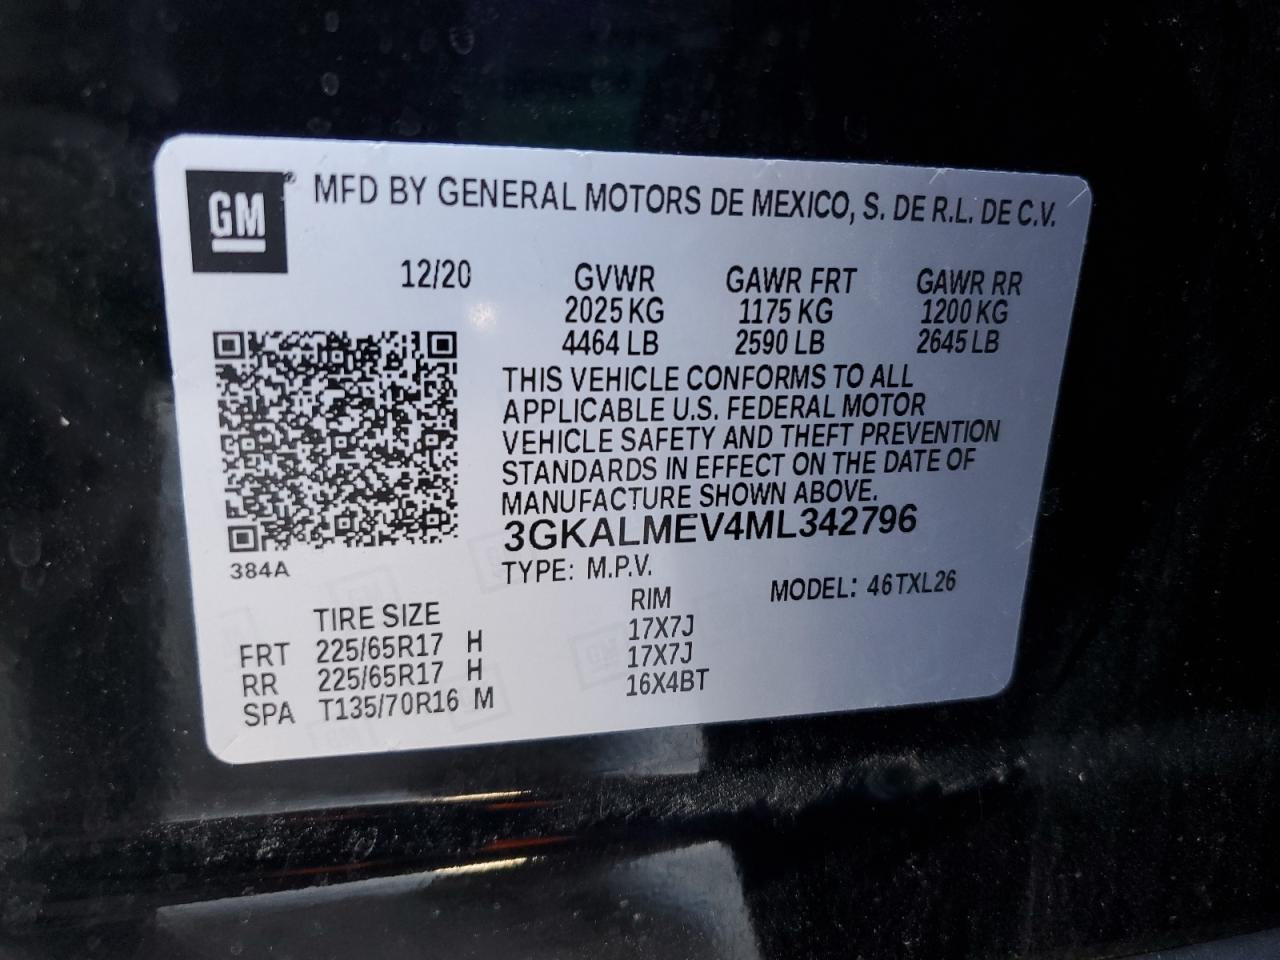 GM® MFD BY GENERAL MOTORS DE MEXICO, S. DE R.L. DE C.V.
12/20 GVWR GAWR FRT GAWR RR
2025 KG 1175 KG 1200 KG
4464 LB 2590 LB 2645 LB
THIS VEHICLE CONFORMS TO ALL
APPLICABLE U.S. FEDERAL MOTOR
VEHICLE SAFETY AND THEFT PREVENTION
STANDARDS IN EFFECT ON THE DATE OF
MANUFACTURE SHOWN ABOVE.
3GKALMEV4ML342796
384A
TYPE: M.P.V. MODEL: 46TXL26
TIRE SIZE RIM
FRT 225/65R17 H 17X7J
RR 225/65R17 H 17X7J
SPA T135/70R16 M 16X4BT